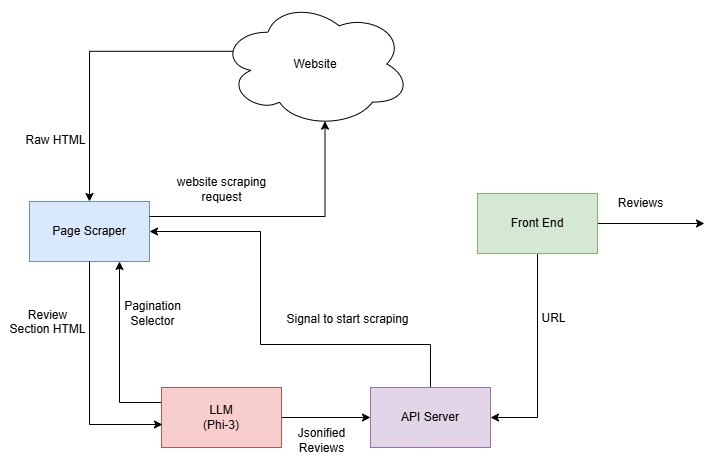 Website
Raw HTML
website scraping
request
Page Scraper
Front End
Reviews
Review
Section HTML
Pagination
Selector
Signal to start scraping
URL
LLM
(Phi-3)
Jsonified
Reviews
API Server